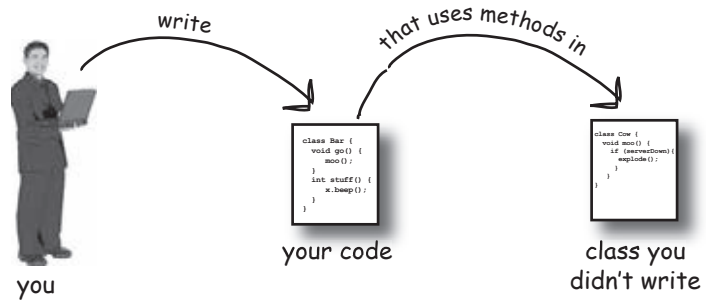 write
that uses methods in
class Bar {
void go() {
moo();
}
int stuff() {
x.beep();
}
}
class Cow {
void moo() {
if (serverDown){
explode();
}
}
}
your code
class you
didn't write
you